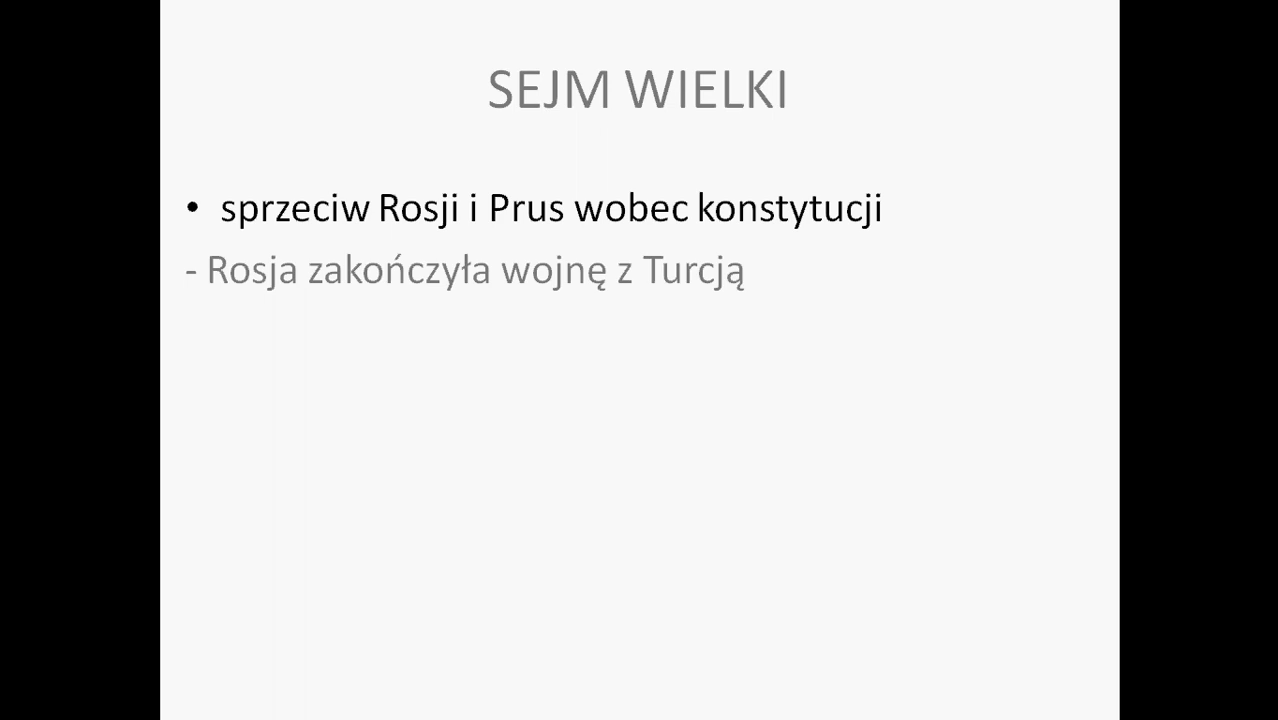 SEJM WIELKI
• sprzeciw Rosji i Prus wobec konstytucji
- Rosja zakończyła wojnę z Turcją